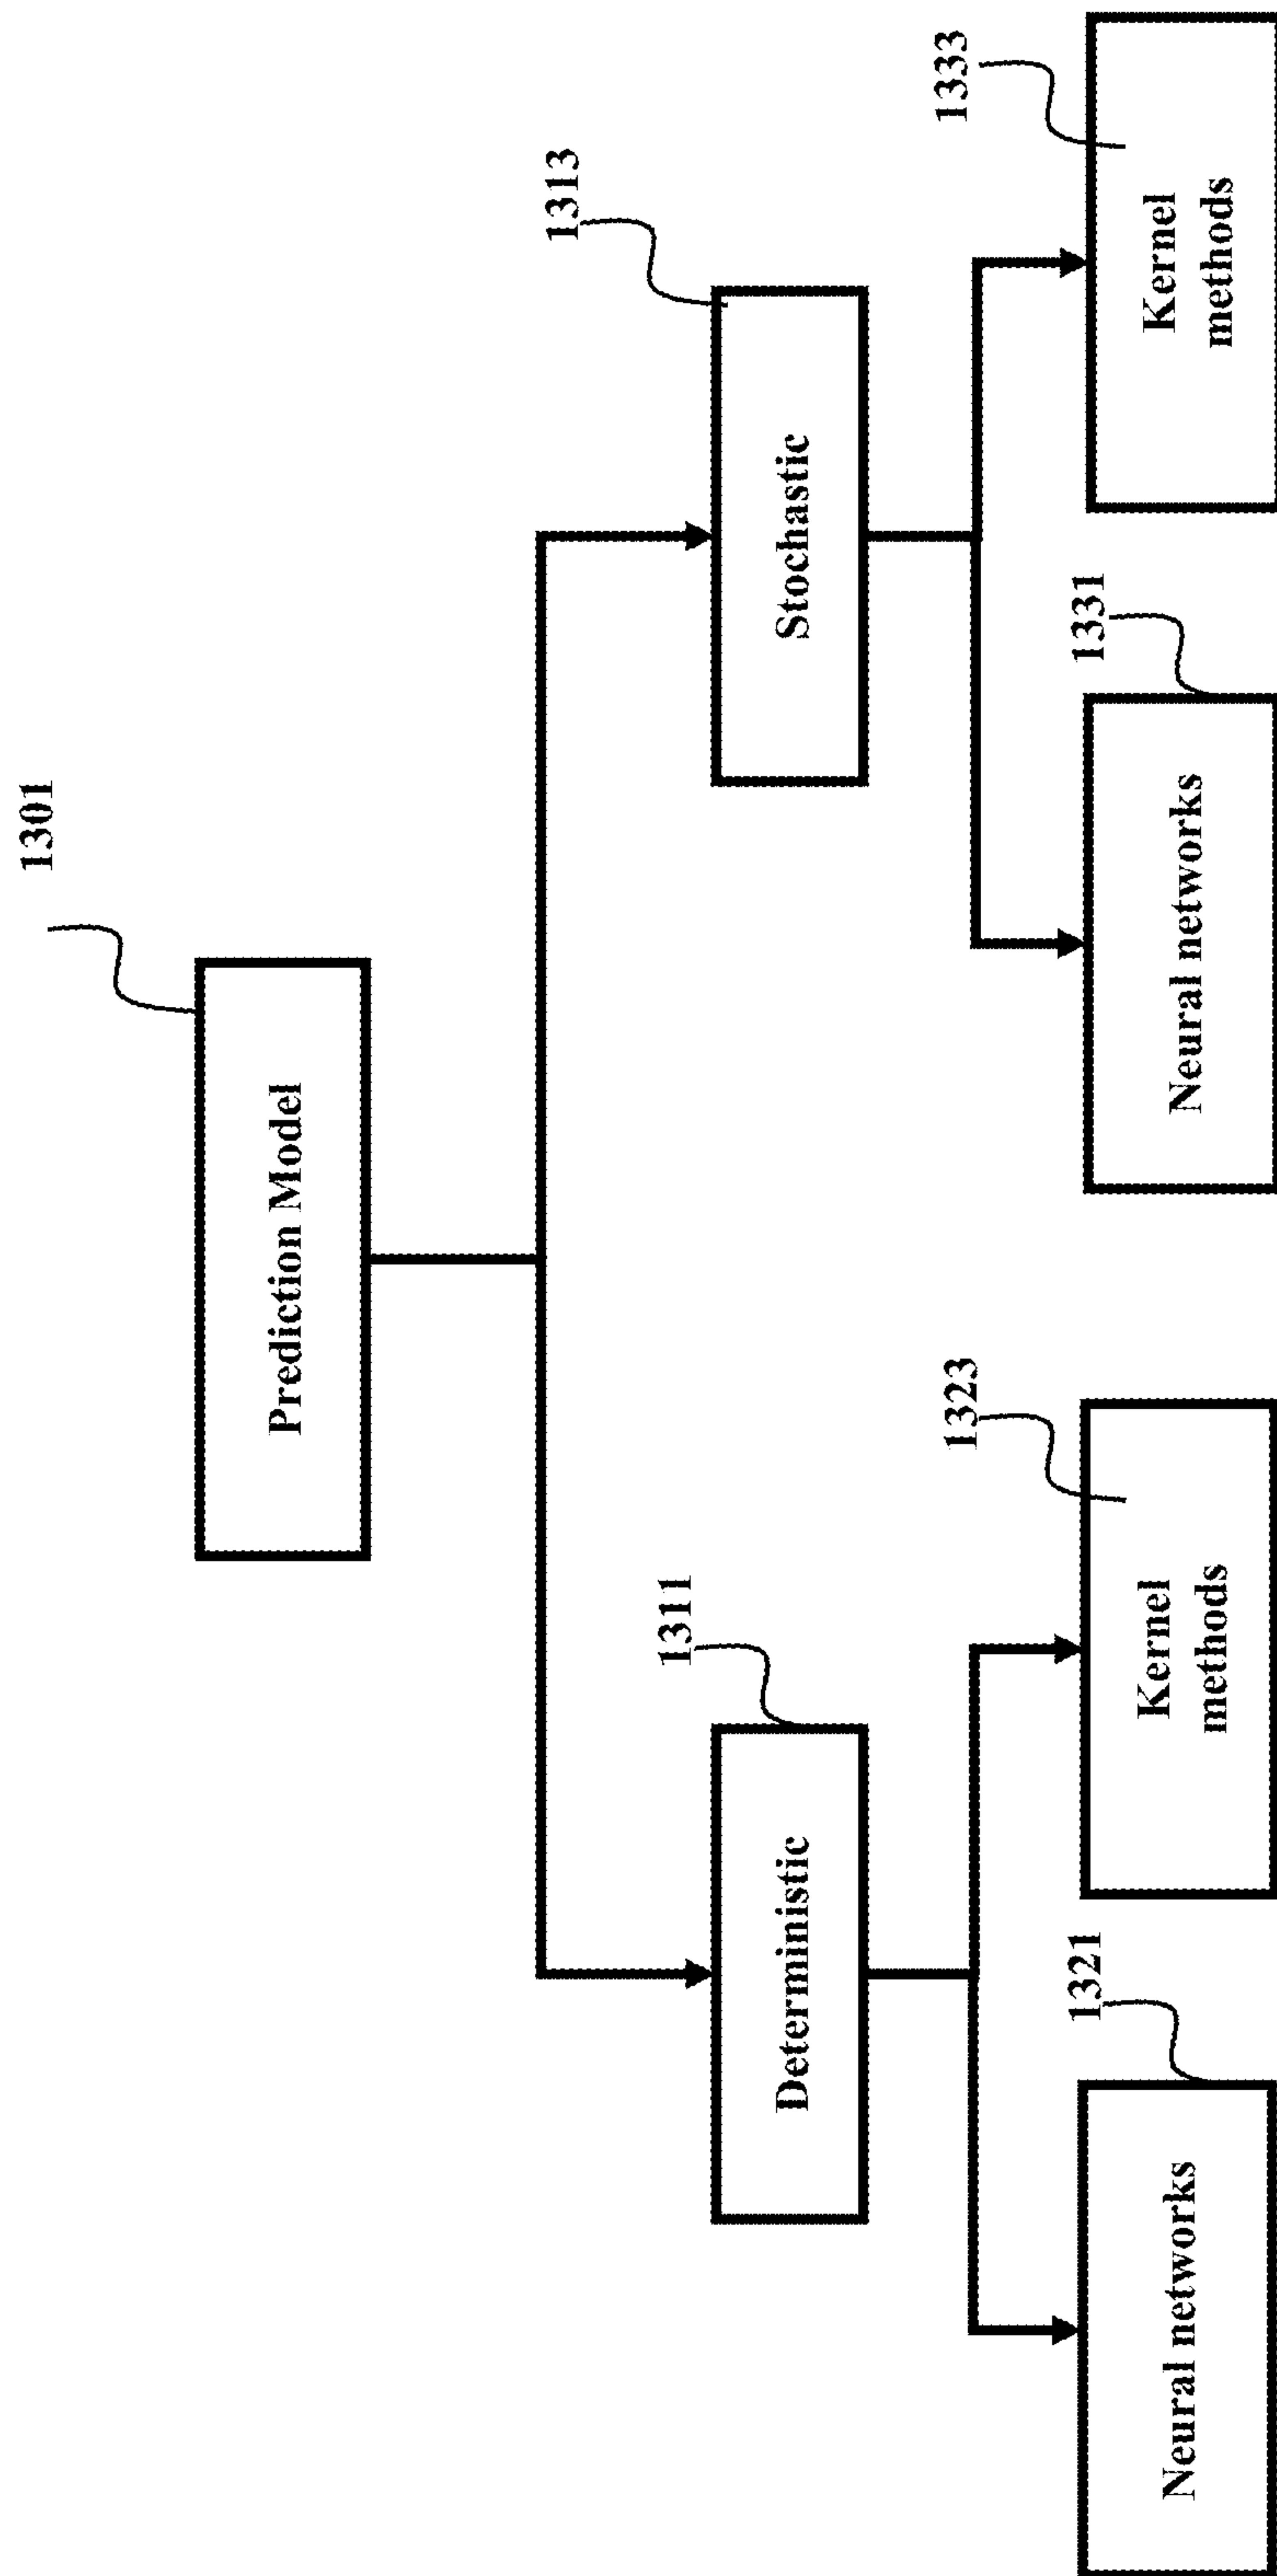 1301
Prediction Model
1311
Deterministic
1313
Stochastic
1321
Neural networks
1323
Kernel
methods
1331
Neural networks
1333
Kernel
methods